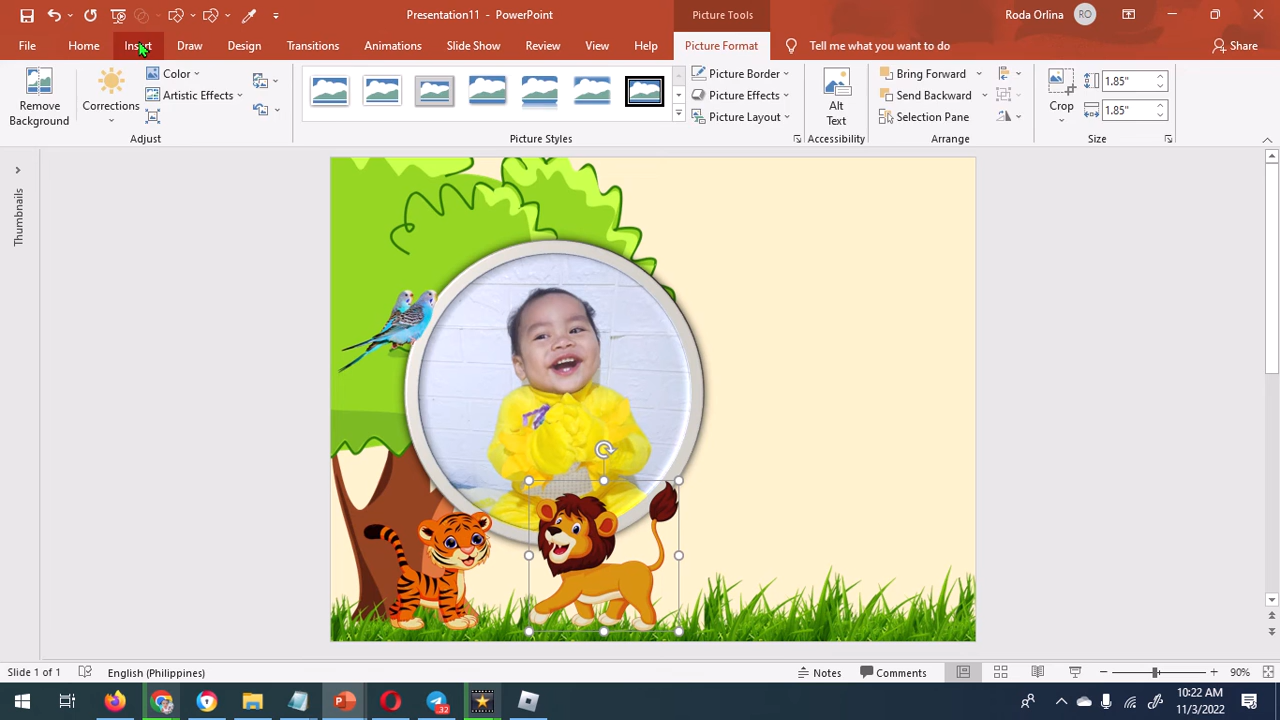 Presentation11 - PowerPoint
Picture Tools
Roda Orlina
RO
File
Home
Insert
Draw
Design
Transitions
Animations
Slide Show
Review
View
Help
Picture Format
Tell me what you want to do
Share
Remove
Background
Corrections
Color
Artistic Effects
Adjust
Picture Styles
Picture Border
Picture Effects
Picture Layout
Alt
Text
Accessibility
Bring Forward
Send Backward
Selection Pane
Arrange
Crop
1.85"
1.85"
Size
Thumbnails
Slide 1 of 1
English (Philippines)
Notes
Comments
90%
32
10:22 AM
11/3/2022